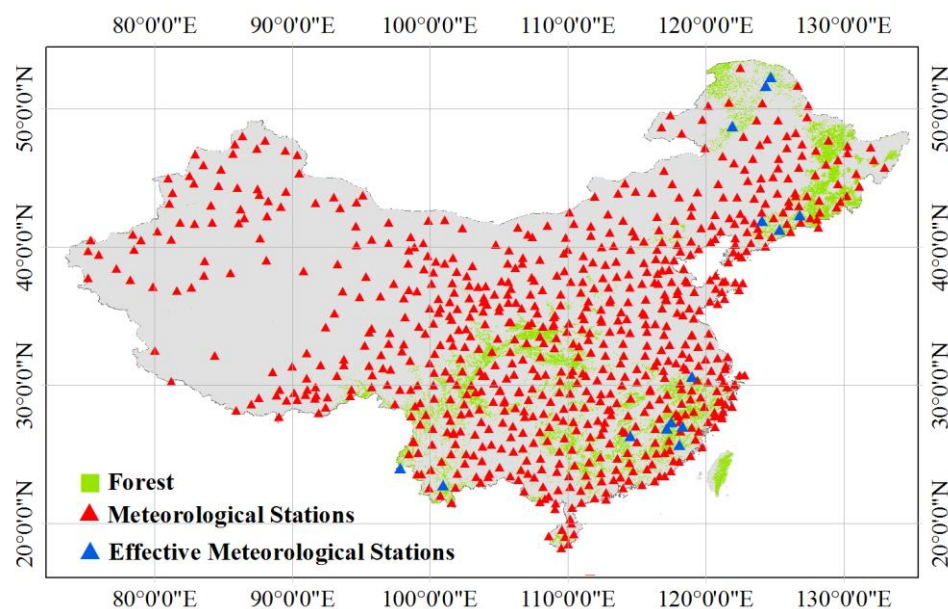 80°0'0"E 90°0'0"E 100°0'0"E 110°0'0"E 120°0'0"E 130°0'0"E
50°0'0"N 50°0'0"N
40°0'0"N 40°0'0"N
30°0'0"N 30°0'0"N
20°0'0"N 20°0'0"N
Forest
Meteorological Stations
Effective Meteorological Stations
80°0'0"E 90°0'0"E 100°0'0"E 110°0'0"E 120°0'0"E 130°0'0"E